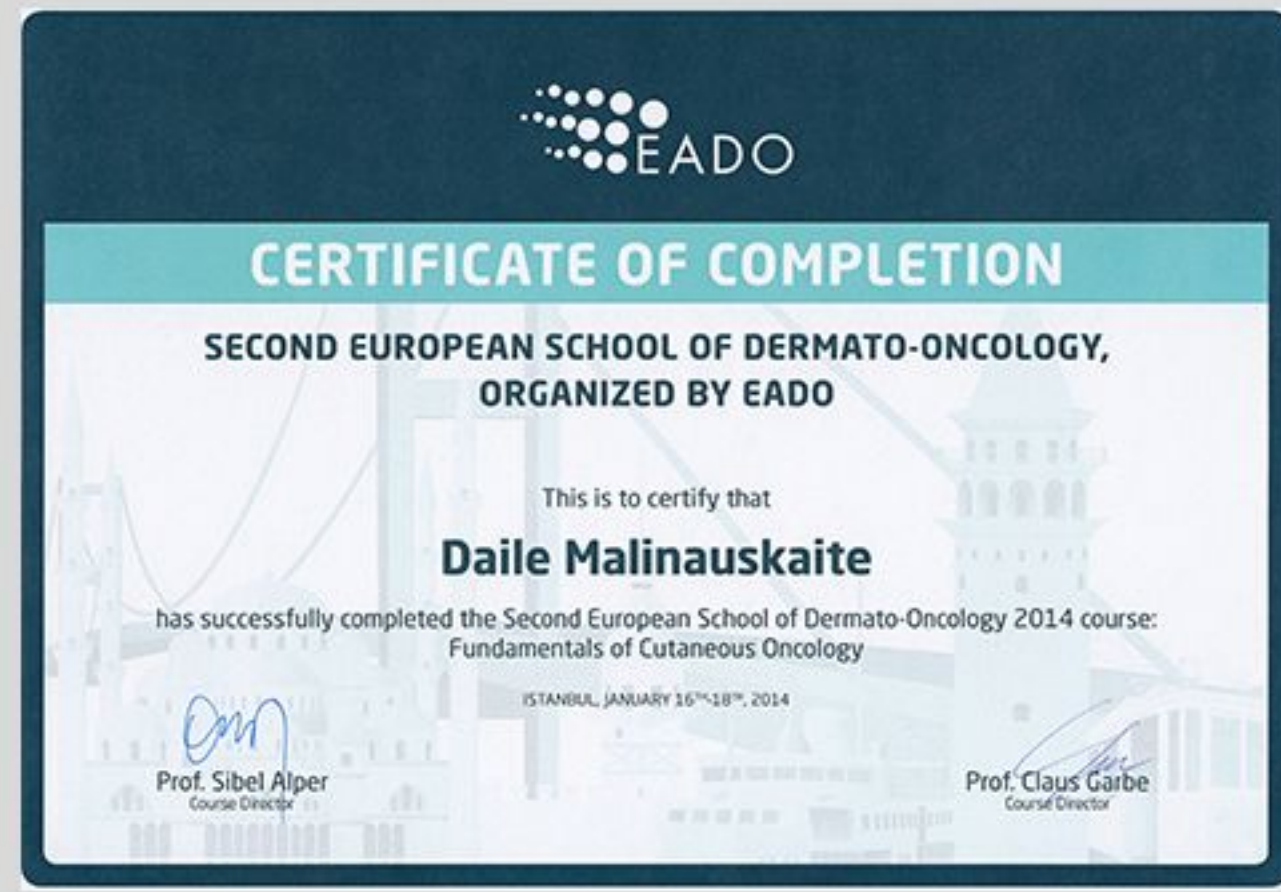 EADO
CERTIFICATE OF COMPLETION
SECOND EUROPEAN SCHOOL OF DERMATO-ONCOLOGY,
ORGANIZED BY EADO
This is to certify that
Daile Malinauskaite
has successfully completed the Second European School of Dermato-Oncology 2014 course:
Fundamentals of Cutaneous Oncology
ISTANBUL, JANUARY 16TH-18TH, 2014
Prof. Sibel Alper
Course Director
Prof. Claus Garbe
Course Director